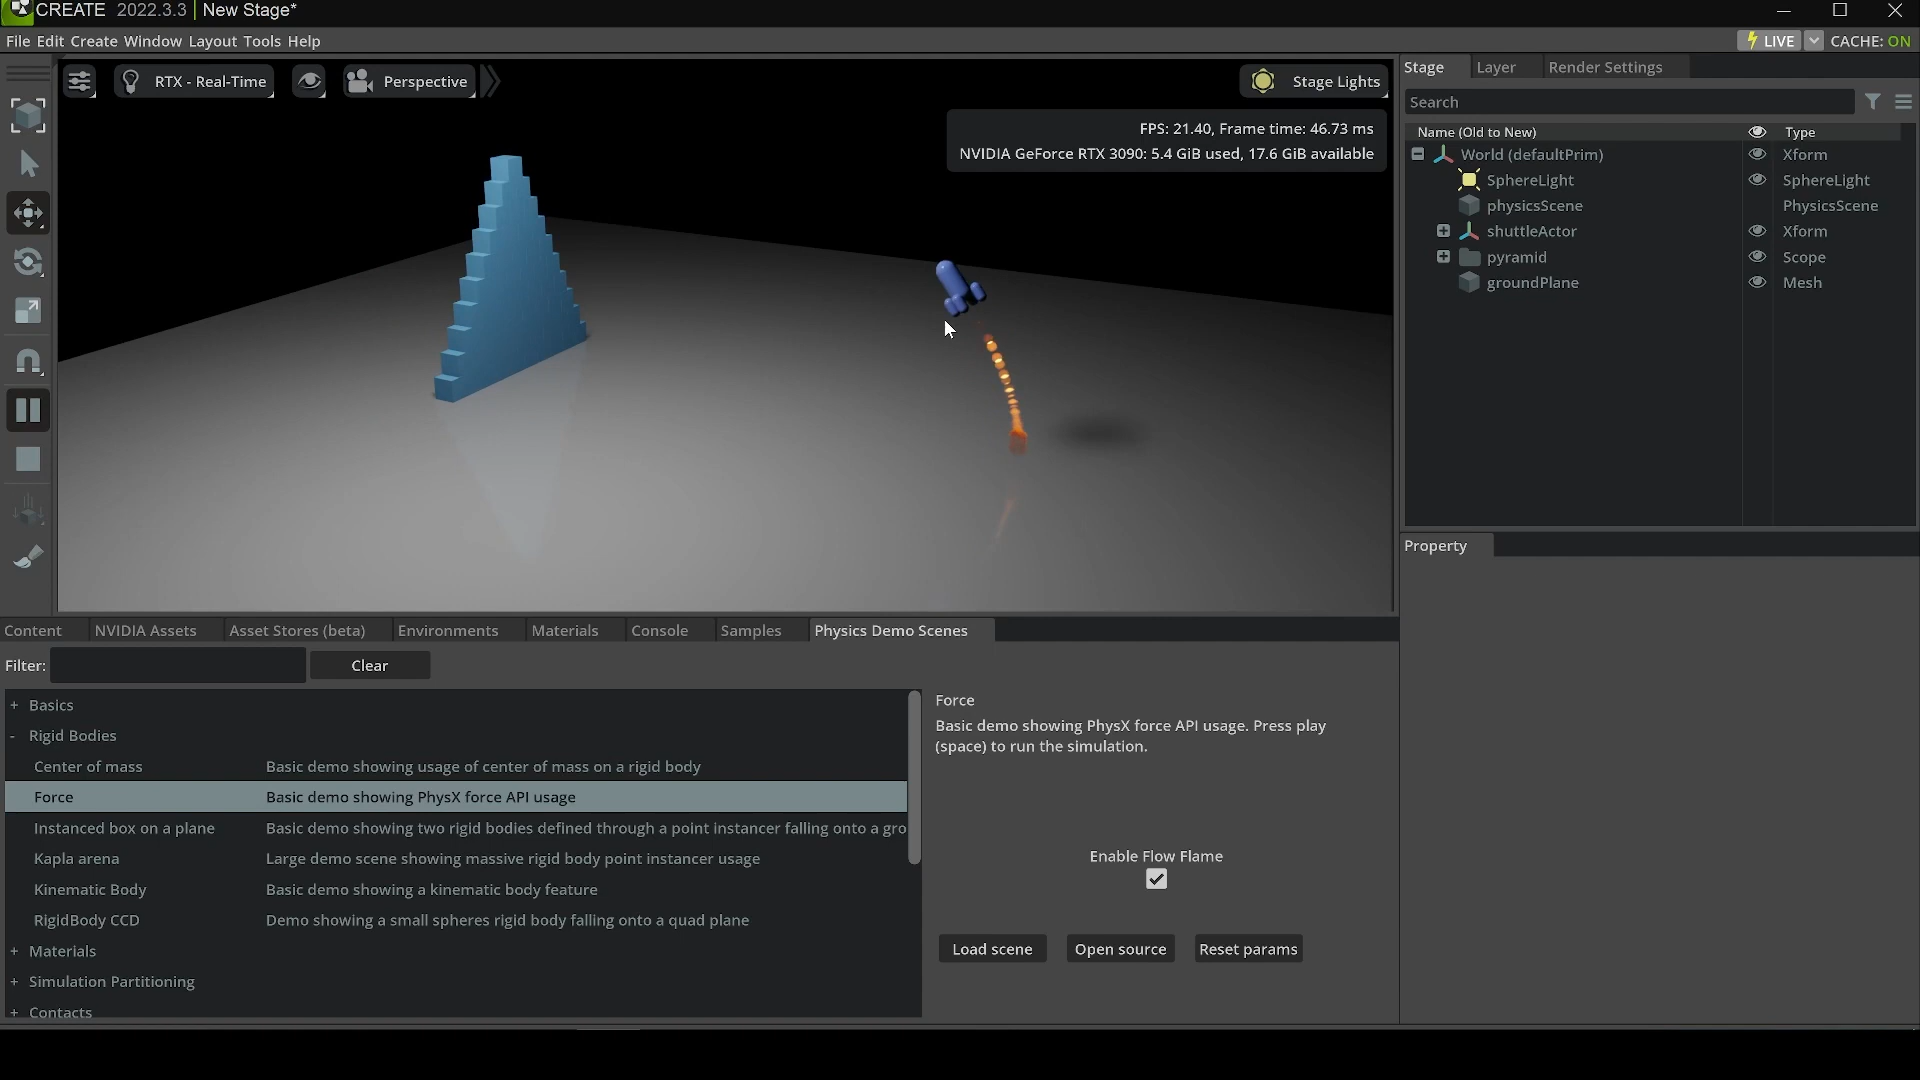 CREATE 2022.3.3 | New Stage*
File Edit Create Window Layout Tools Help
LIVE CACHE: ON
RTX - Real-Time Perspective Stage Lights
FPS: 21.40, Frame time: 46.73 ms
NVIDIA GeForce RTX 3090: 5.4 GiB used, 17.6 GiB available
Stage Layer Render Settings
Search
Name (Old to New) Type
World (defaultPrim) Xform
SphereLight SphereLight
physicsScene PhysicsScene
shuttleActor Xform
pyramid Scope
groundPlane Mesh
Property
Content NVIDIA Assets Asset Stores (beta) Environments Materials Console Samples Physics Demo Scenes
Filter: Clear
+ Basics
- Rigid Bodies
Center of mass Basic demo showing usage of center of mass on a rigid body
Force Basic demo showing PhysX force API usage
Instanced box on a plane Basic demo showing two rigid bodies defined through a point instancer falling onto a gro
Kapla arena Large demo scene showing massive rigid body point instancer usage
Kinematic Body Basic demo showing a kinematic body feature
RigidBody CCD Demo showing a small spheres rigid body falling onto a quad plane
+ Materials
+ Simulation Partitioning
+ Contacts
Force
Basic demo showing PhysX force API usage. Press play
(space) to run the simulation.
Enable Flow Flame
Load scene Open source Reset params